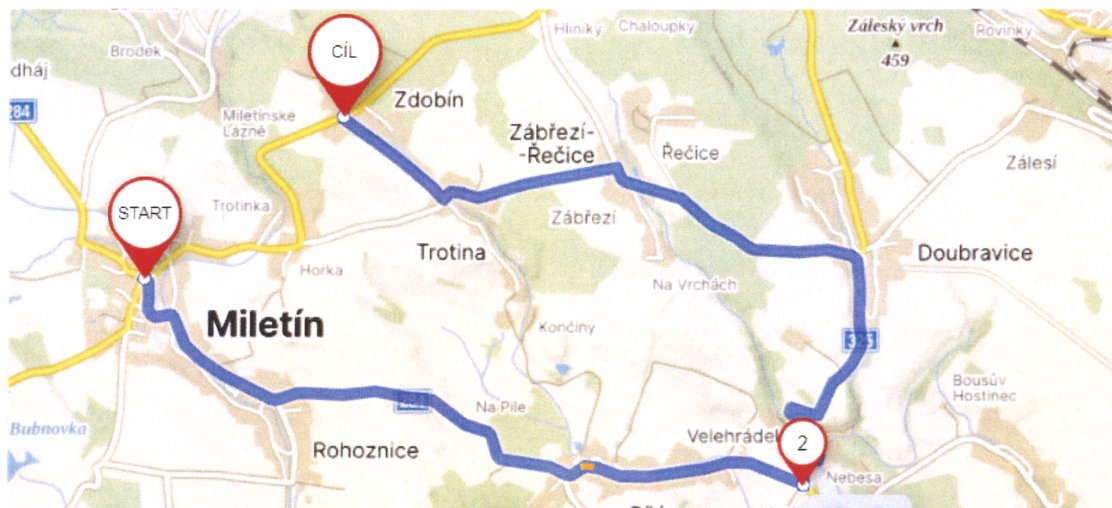 Brodek
dháj
284
CÍL
Zdobín
Miletínské
Lázně
Hliníky
Chaloupky
Záleský vrch
459
Rovinky
Zábřezí-
-Řečice
Řečice
Zálesí
START
Trotinka
Zábřezí
Trotina
Horka
Doubravice
Na Vrchách
Miletín
Končiny
325
Bousův
Hostinec
284
Na Pile
Bubnovka
Rohoznice
Velehrádek
2
Nebesa